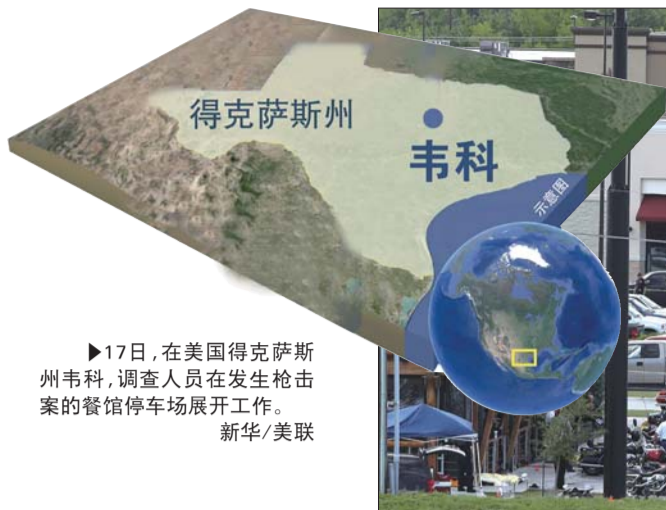 得克萨斯州
韦科
示意图
▶17日,在美国得克萨斯
州韦科,调查人员在发生枪击
案的餐馆停车场展开工作。
新华/美联